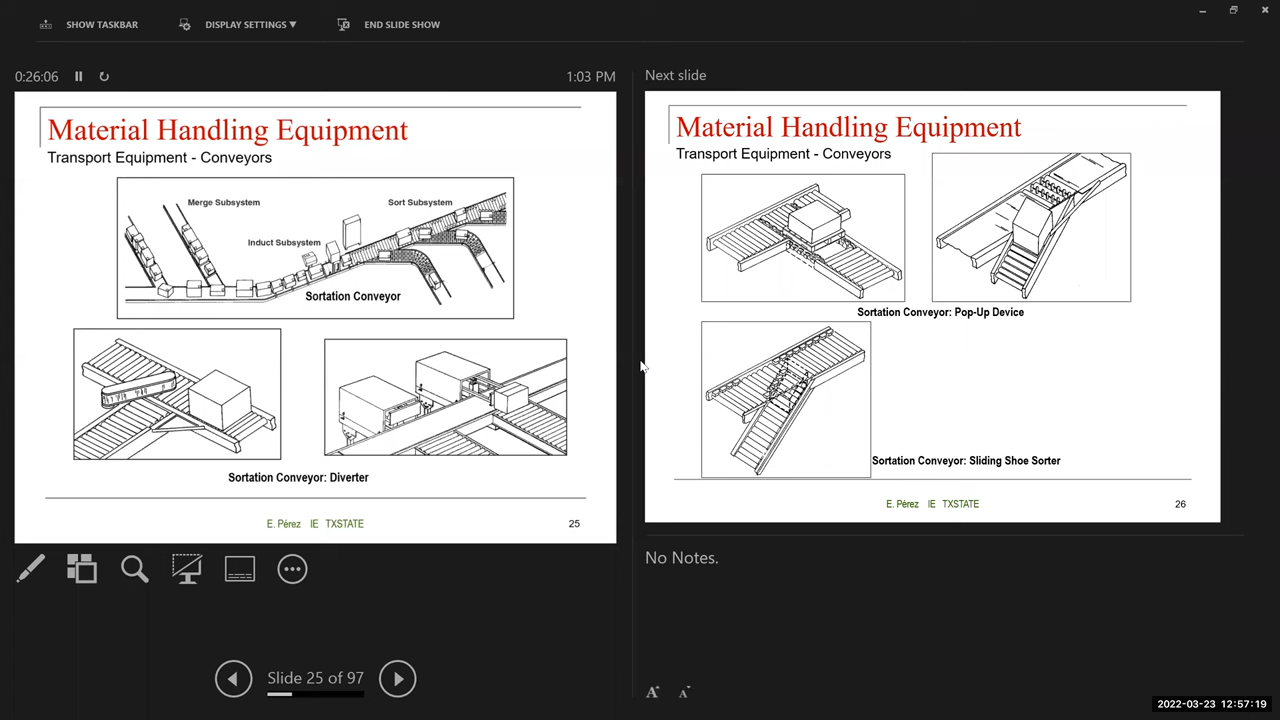 SHOW TASKBAR
DISPLAY SETTINGS ▼
END SLIDE SHOW
0:26:06
1:03 PM
Material Handling Equipment
Transport Equipment - Conveyors
Merge Subsystem
Sort Subsystem
Induct Subsystem
Sortation Conveyor
Sortation Conveyor: Diverter
E. Pérez IE TXSTATE
25
Slide 25 of 97
Next slide
Material Handling Equipment
Transport Equipment - Conveyors
Sortation Conveyor: Pop-Up Device
Sortation Conveyor: Sliding Shoe Sorter
E. Pérez IE TXSTATE
26
No Notes.
A A
2022-03-23 12:57:19